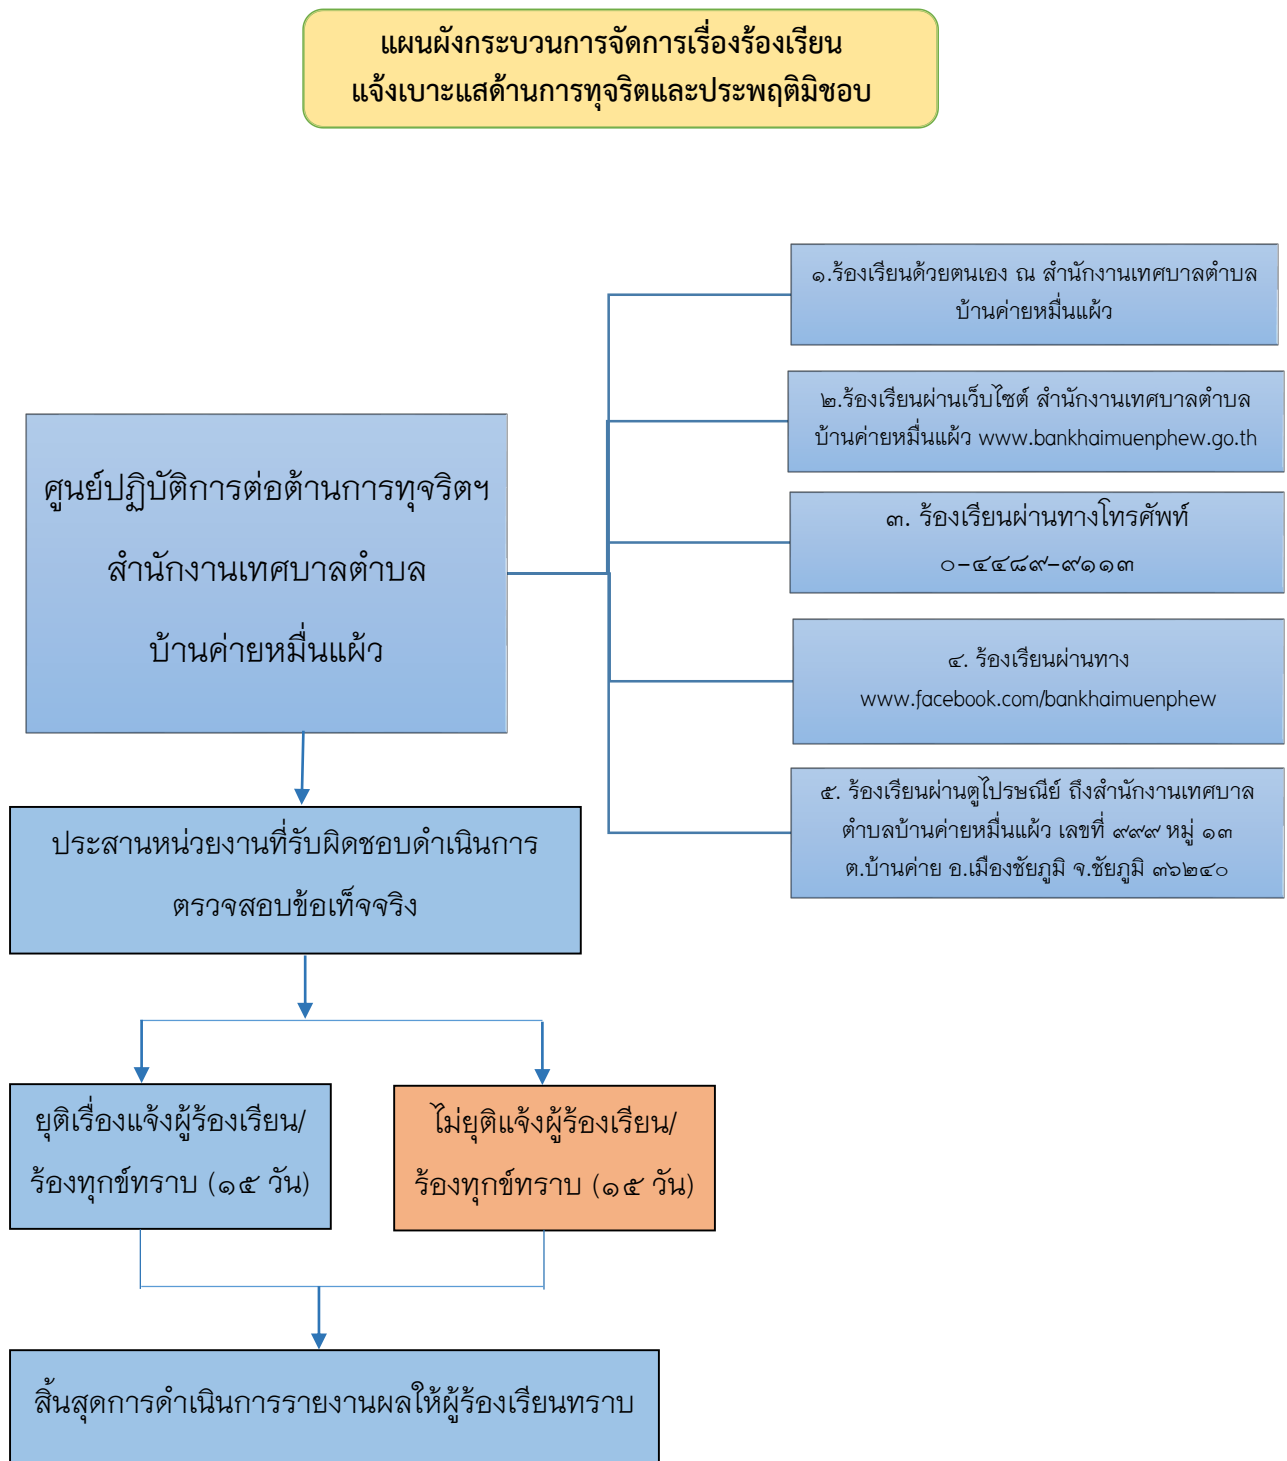 แผนผังกระบวนการจัดการเรื่องร้องเรียน
แจ้งเบาะแสด้านการทุจริตและประพฤติมิชอบ
๑.ร้องเรียนด้วยตนเอง ณ สำนักงานเทศบาลตำบล
บ้านค่ายหมื่นแผ้ว
๒.ร้องเรียนผ่านเว็บไซต์ สำนักงานเทศบาลตำบล
บ้านค่ายหมื่นแผ้ว www.bankhaimuenphew.go.th
๓. ร้องเรียนผ่านทางโทรศัพท์
๐-๔๔๘๙-๙๑๑๓
๔. ร้องเรียนผ่านทาง
www.facebook.com/bankhaimuenphew
๕. ร้องเรียนผ่านตูไปรษณีย์ ถึงสำนักงานเทศบาล
ตำบลบ้านค่ายหมื่นแผ้ว เลขที่ ๙๙๙ หมู่ ๑๓
ต.บ้านค่าย อ.เมืองชัยภูมิ จ.ชัยภูมิ ๓๖๒๔๐
ศูนย์ปฏิบัติการต่อต้านการทุจริตฯ
สำนักงานเทศบาลตำบล
บ้านค่ายหมื่นแผ้ว
ประสานหน่วยงานที่รับผิดชอบดำเนินการ
ตรวจสอบข้อเท็จจริง
ยุติเรื่องแจ้งผู้ร้องเรียน/
ร้องทุกข์ทราบ (๑๕ วัน)
ไม่ยุติแจ้งผู้ร้องเรียน/
ร้องทุกข์ทราบ (๑๕ วัน)
สิ้นสุดการดำเนินการรายงานผลให้ผู้ร้องเรียนทราบ